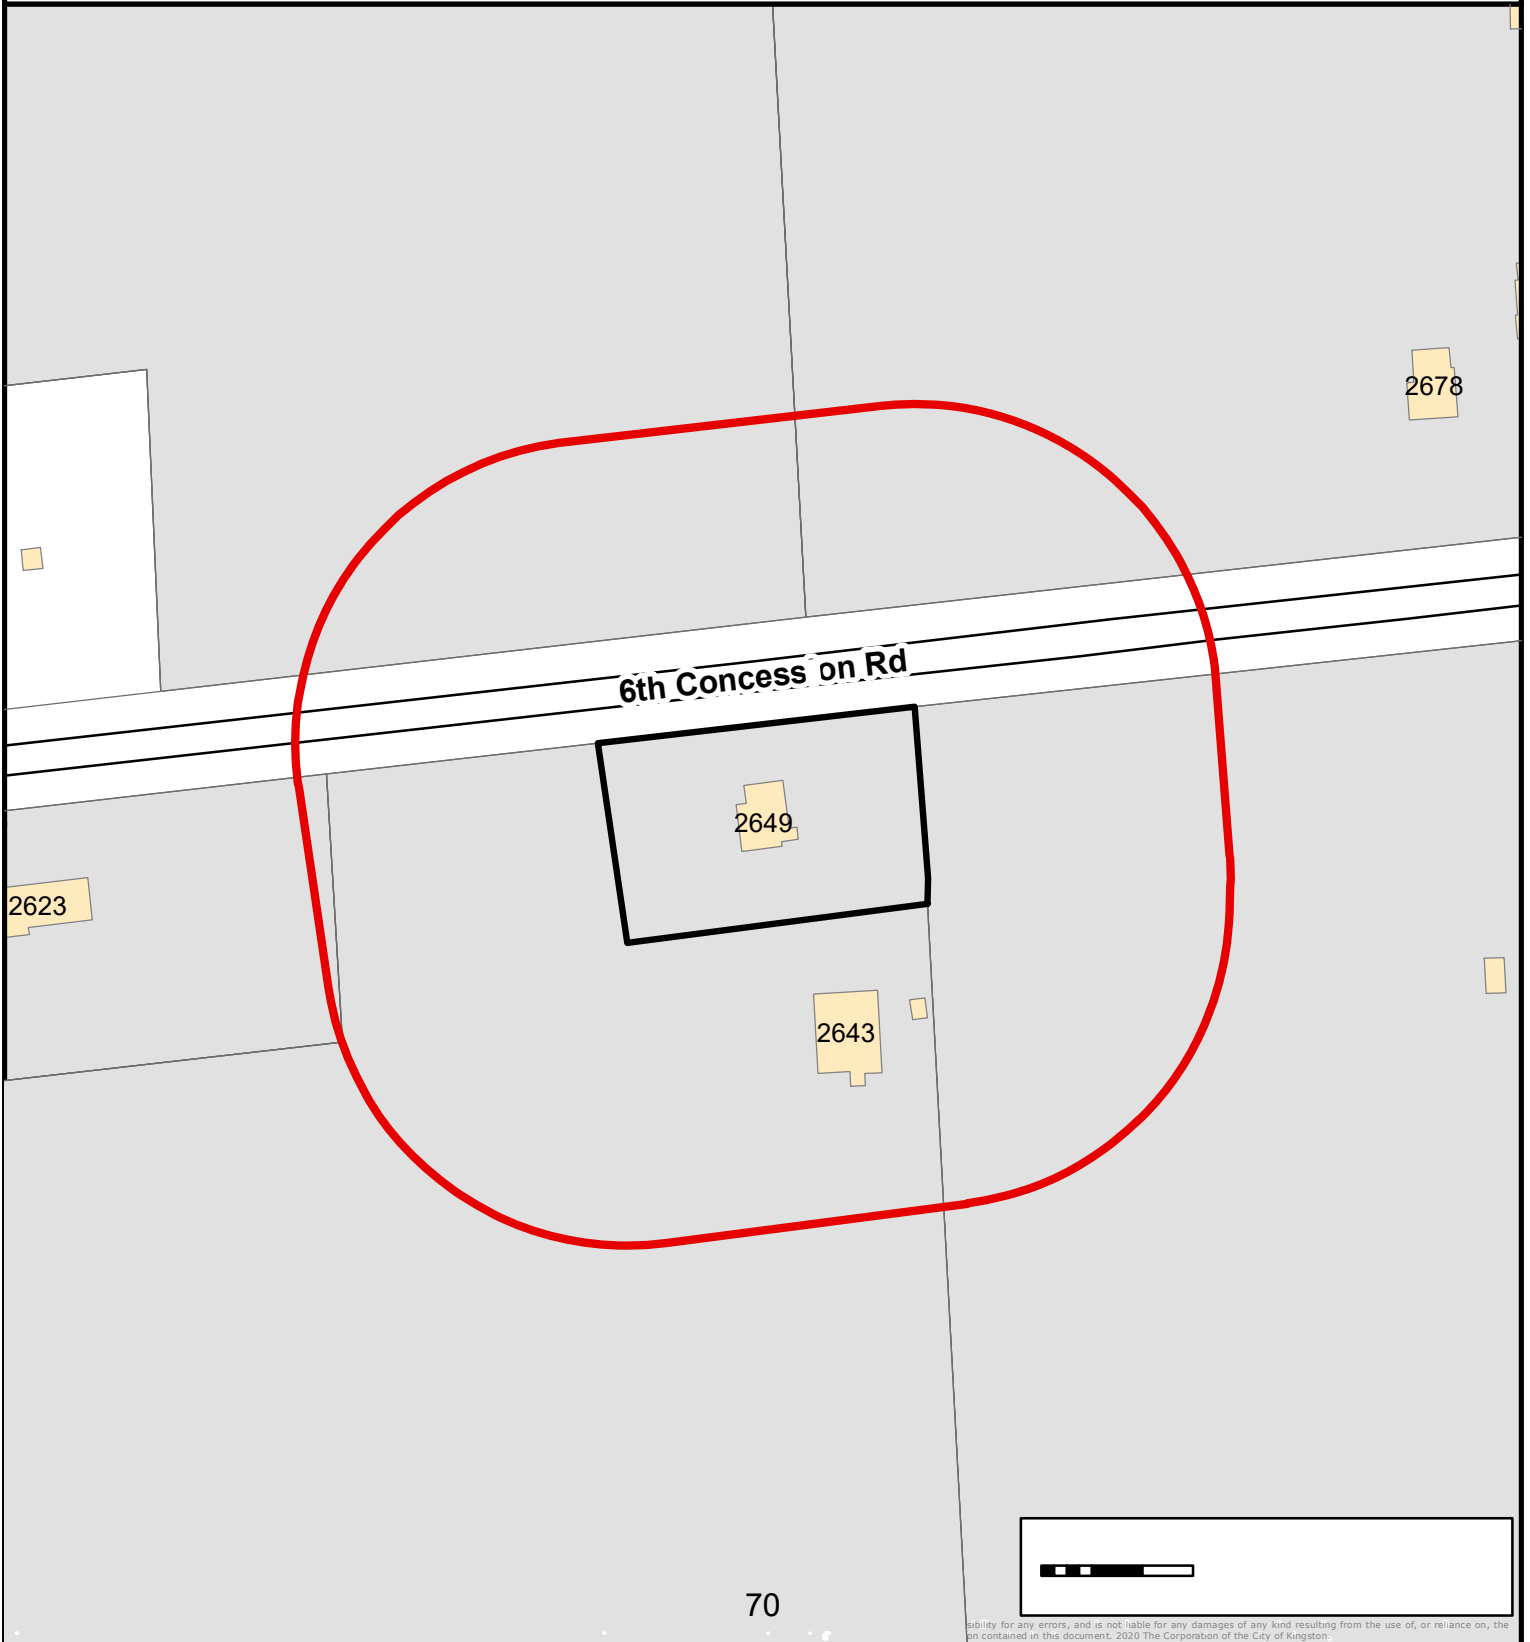 2678
6th Concess on Rd
2649
2623
2643
70
sibility for any errors, and is not liable for any damages of any kind resulting from the use of, or reliance on, the
on contained in this document. 2020 The Corporation of the City of Kingston.